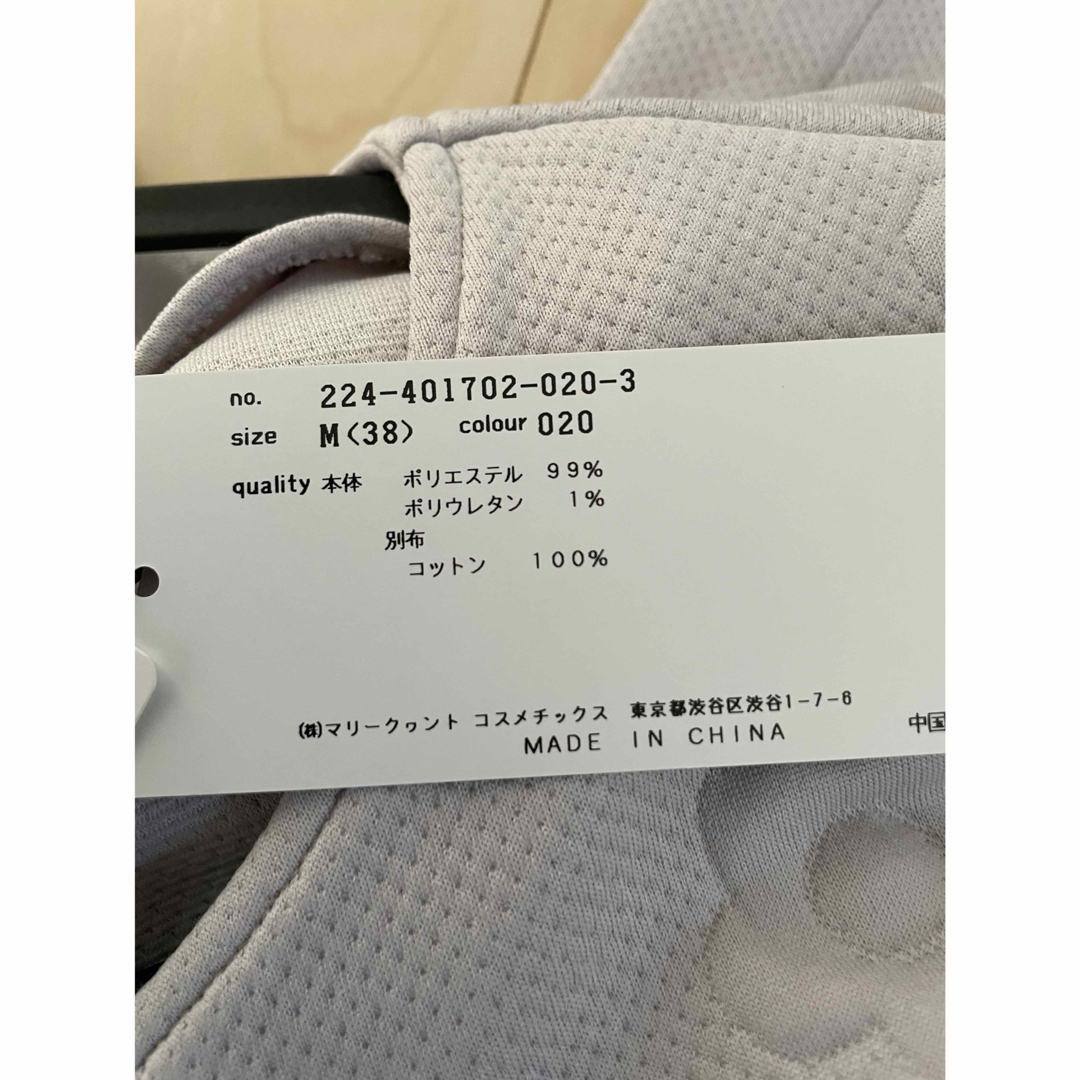 no. 224-401702-020-3
size M<38> colour 020
quality 本体 ポリエステル 99%
ポリウレタン 1%
別布
コットン 100%
(株)マリークヮント コスメチックス 東京都渋谷区渋谷1-7-6
MADE IN CHINA 中国